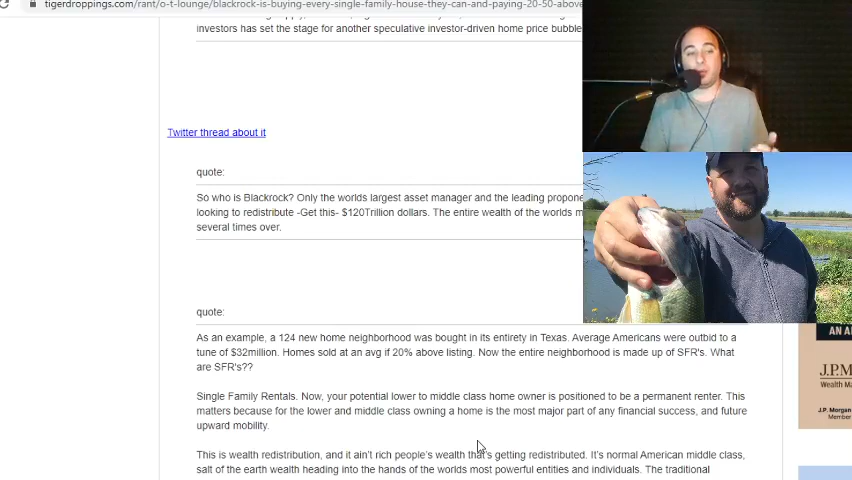 tigerdroppings.com/rant/o-t-lounge/blackrock-is-buying-every-single-family-house-they-can-and-paying-20-50-above
investors has set the stage for another speculative investor-driven home price bubble
Twitter thread about it
quote:
So who is Blackrock? Only the worlds largest asset manager and the leading propone
looking to redistribute -Get this- $120Trillion dollars. The entire wealth of the worlds m
several times over.
quote:
As an example, a 124 new home neighborhood was bought in its entirety in Texas. Average Americans were outbid to a
tune of $32million. Homes sold at an avg if 20% above listing. Now the entire neighborhood is made up of SFR's. What
are SFR's??
Single Family Rentals. Now, your potential lower to middle class home owner is positioned to be a permanent renter. This
matters because for the lower and middle class owning a home is the most major part of any financial success, and future
upward mobility.
This is wealth redistribution, and it ain't rich people's wealth that's getting redistributed. It's normal American middle class,
salt of the earth wealth heading into the hands of the worlds most powerful entities and individuals. The traditional
AN A
J.P.M
Wealth Ma
J.P. Morgan
Member